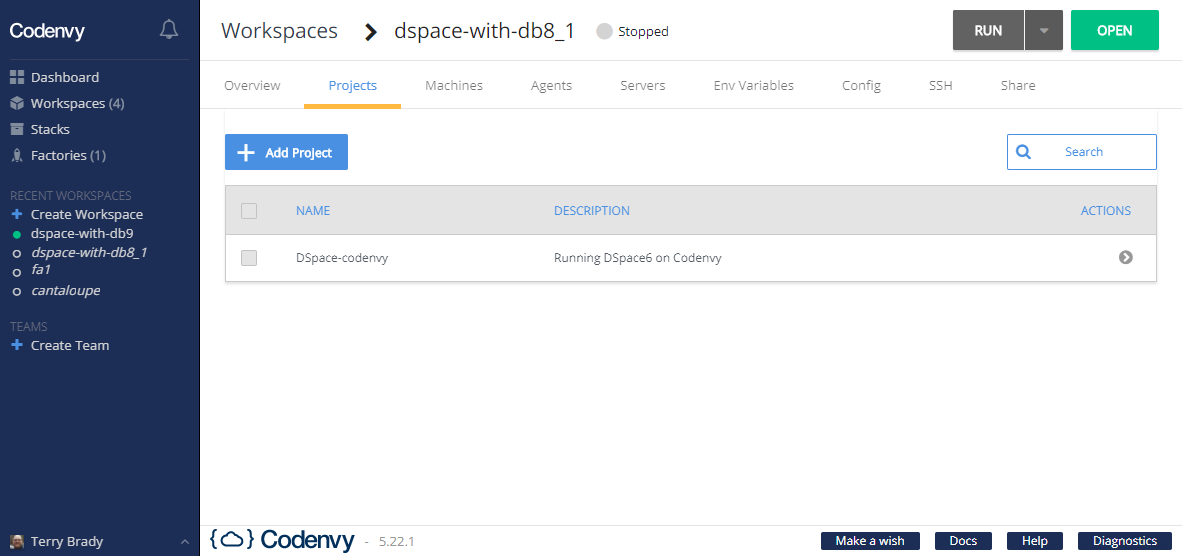 Codenvy
Dashboard
Workspaces (4)
Stacks
Factories (1)
RECENT WORKSPACES
Create Workspace
dspace-with-db9
dspace-with-db8_1
fa1
cantaloupe
TEAMS
Create Team
Terry Brady
Workspaces > dspace-with-db8_1 Stopped
RUN OPEN
Overview Projects Machines Agents Servers Env Variables Config SSH Share
+ Add Project Search
NAME DESCRIPTION ACTIONS
DSpace-codenvy Running DSpace6 on Codenvy
Codenvy - 5.22.1
Make a wish Docs Help Diagnostics